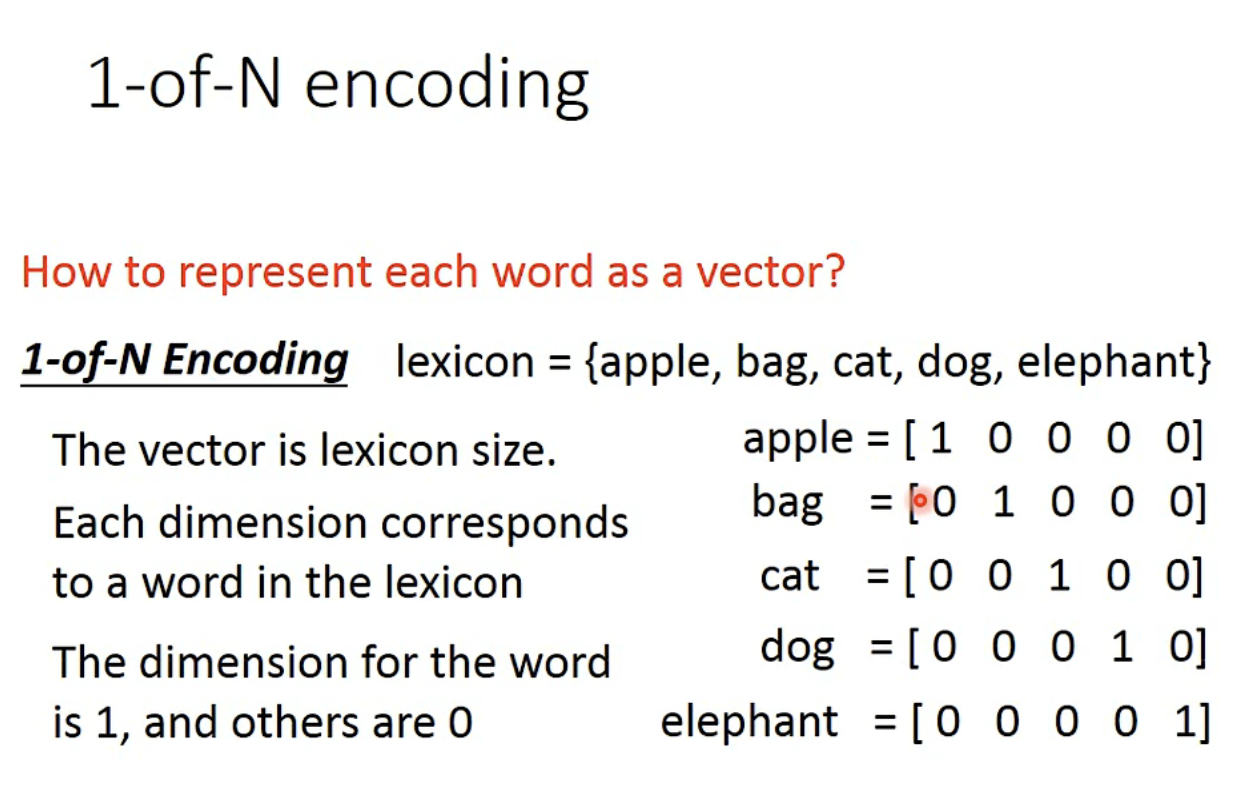 1-of-N encoding
How to represent each word as a vector?
1-of-N Encoding lexicon = {apple, bag, cat, dog, elephant}
The vector is lexicon size.
Each dimension corresponds
to a word in the lexicon
The dimension for the word
is 1, and others are 0
apple = [ 1 0 0 0 0]
bag = [ 0 1 0 0 0]
cat = [ 0 0 1 0 0]
dog = [ 0 0 0 1 0]
elephant = [ 0 0 0 0 1]